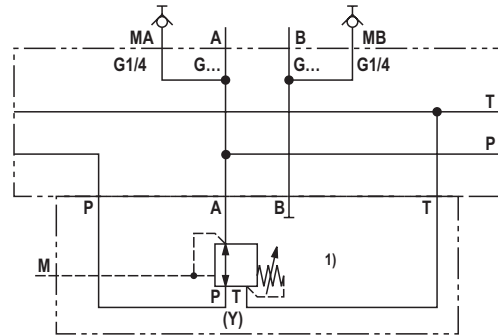 MA A B MB
G1/4 G... G... G1/4
T
P
P A B T
M 1)
P T
(Y)